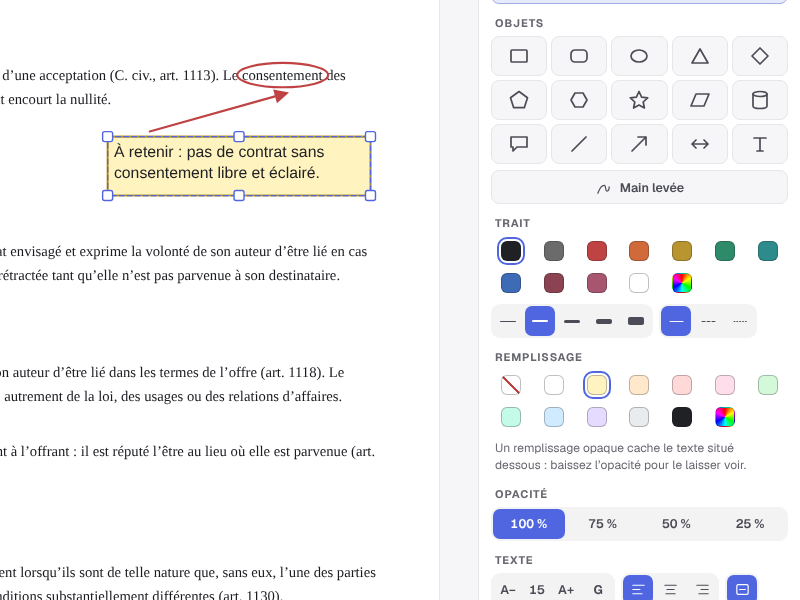 OBJETS
d’une acceptation (C. civ., art. 1113). Le consentement des
t encourt la nullité.
À retenir : pas de contrat sans
consentement libre et éclairé.
Main levée
TRAIT
at envisagé et exprime la volonté de son auteur d’être lié en cas
rétractée tant qu’elle n’est pas parvenue à son destinataire.
REMPLISSAGE
on auteur d’être lié dans les termes de l’offre (art. 1118). Le
autrement de la loi, des usages ou des relations d’affaires.
Un remplissage opaque cache le texte situé
dessous : baissez l’opacité pour le laisser voir.
nt à l’offrant : il est réputé l’être au lieu où elle est parvenue (art.
OPACITÉ
100 % 75 % 50 % 25 %
TEXTE
ent lorsqu’ils sont de telle nature que, sans eux, l’une des parties
nditions substantiellement différentes (art. 1130).
A− 15 A+ G